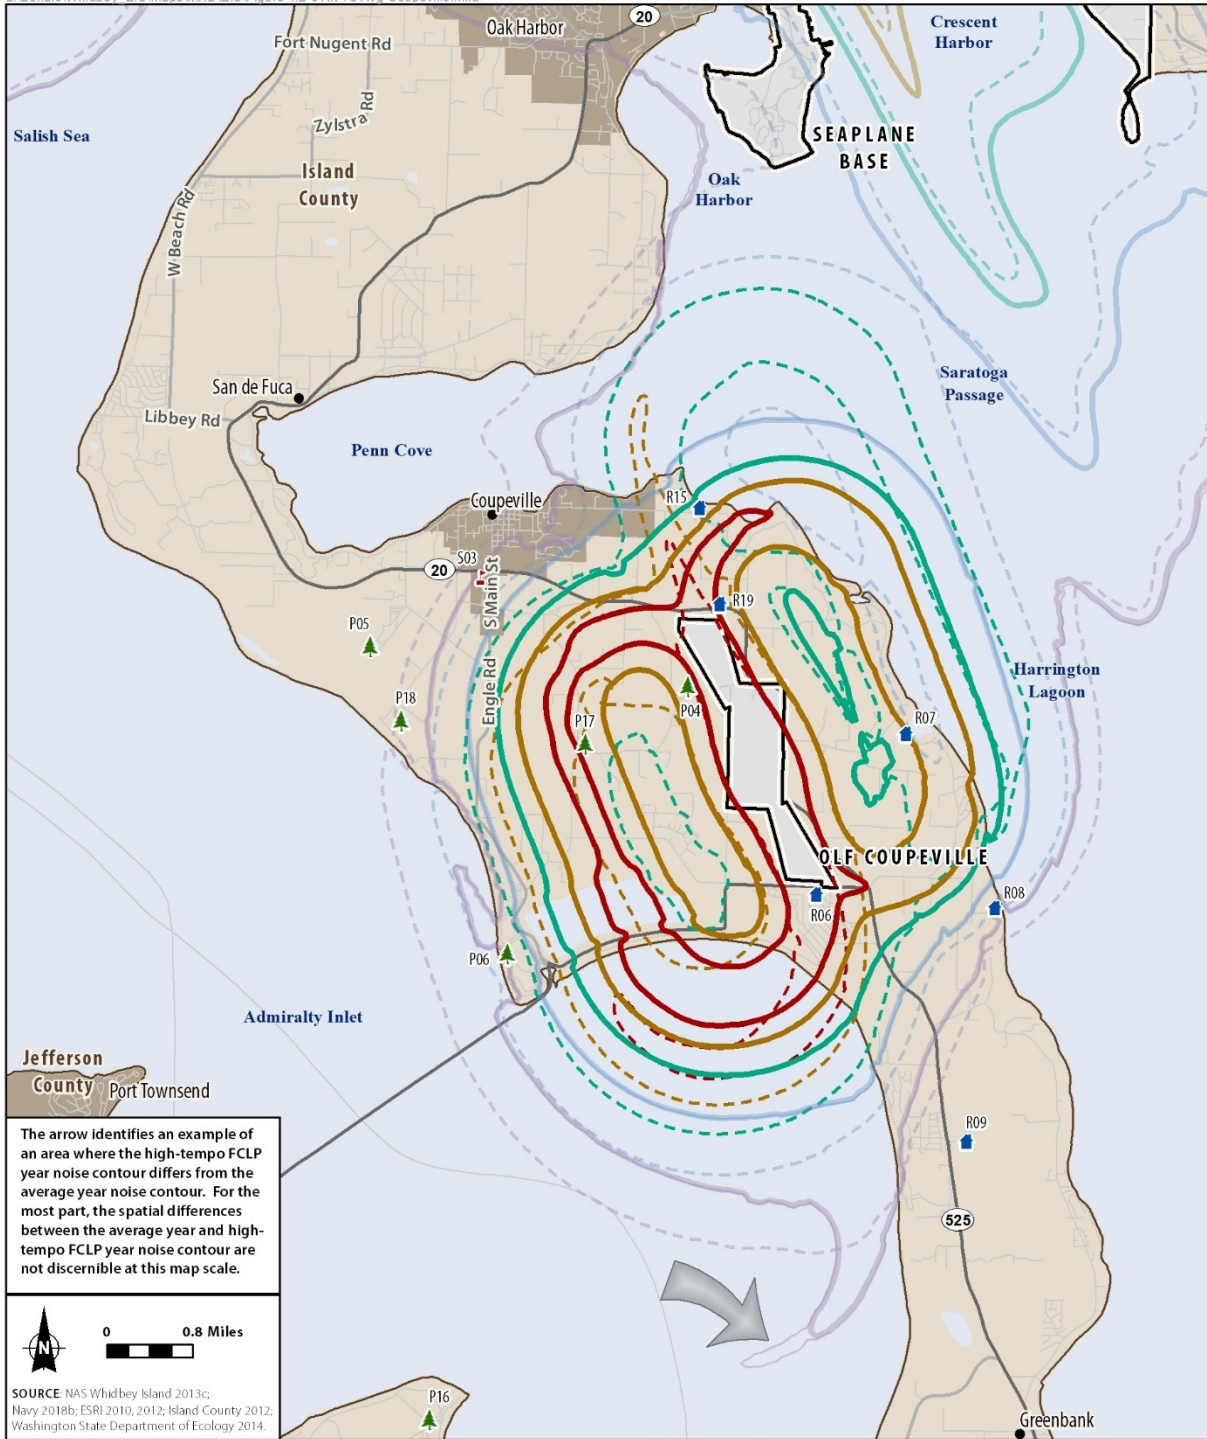 Oak Harbor
20
Crescent
Harbor
Fort Nugent Rd
Zylstra Rd
Salish Sea
SEAPLANE
BASE
Island
County
Oak
Harbor
W Beach Rd
San de Fuca
Saratoga
Passage
Libbey Rd
Penn Cove
Coupeville
R15
S03
20
S Main St
R19
P05
Harrington
Lagoon
Engle Rd
P18
P17
P04
R07
OLF COUPEVILLE
R06
R08
P06
Admiralty Inlet
Jefferson
County
Port Townsend
R09
The arrow identifies an example of
an area where the high-tempo FCLP
year noise contour differs from the
average year noise contour. For the
most part, the spatial differences
between the average year and high-
tempo FCLP year noise contour are
not discernible at this map scale.
525
0 0.8 Miles
N
SOURCE: NAS Whidbey Island 2013c;
Navy 2018b; ESRI 2010, 2012; Island County 2012;
Washington State Department of Ecology 2014.
P16
Greenbank